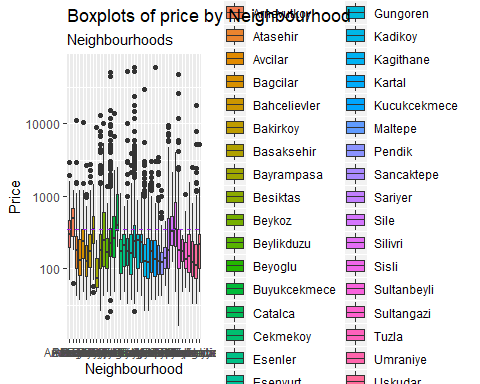 Boxplots of price by Neighbourhood
Neighbourhoods
Price
10000
1000
100
Neighbourhood
Arnavutkoy
Atasehir
Avcilar
Bagcilar
Bahcelievler
Bakirkoy
Basaksehir
Bayrampasa
Besiktas
Beykoz
Beylikduzu
Beyoglu
Buyukcekmece
Catalca
Cekmekoy
Esenler
Esenyurt
Gungoren
Kadikoy
Kagithane
Kartal
Kucukcekmece
Maltepe
Pendik
Sancaktepe
Sariyer
Sile
Silivri
Sisli
Sultanbeyli
Sultangazi
Tuzla
Umraniye
Uskudar